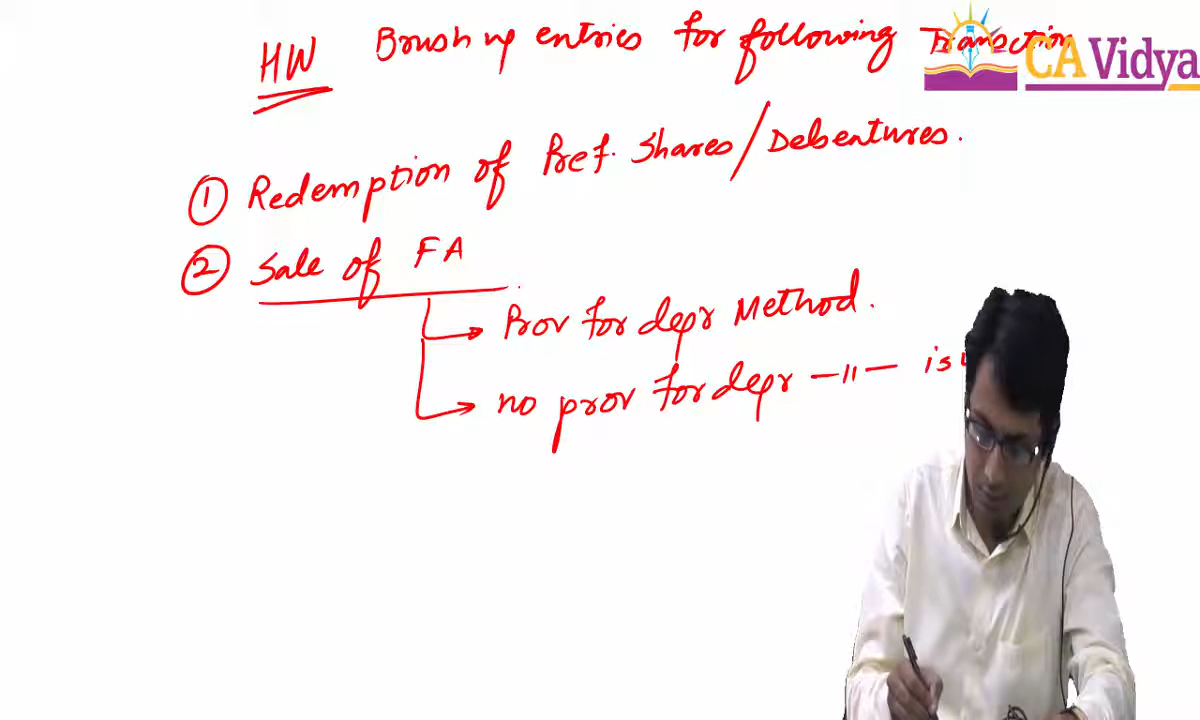 HW Brush up entries for following Transaction
CA Vidya
① Redemption of Pref. Shares/Debentures.
② Sale of FA
→ Prov for depr Method.
→ no prov for depr —〃—